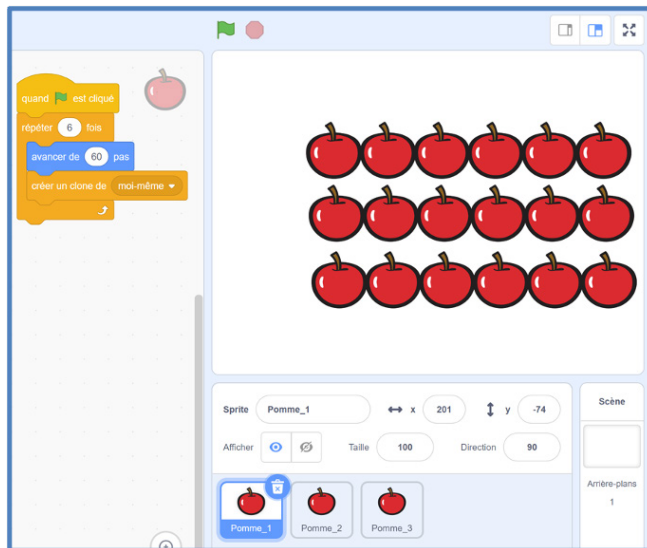 quand est cliqué
répéter 6 fois
avancer de 60 pas
créer un clone de moi-même
Sprite Pomme_1 x 201 y -74
Afficher Taille 100 Direction 90
Scène
Arrière-plans
1
Pomme_1 Pomme_2 Pomme_3